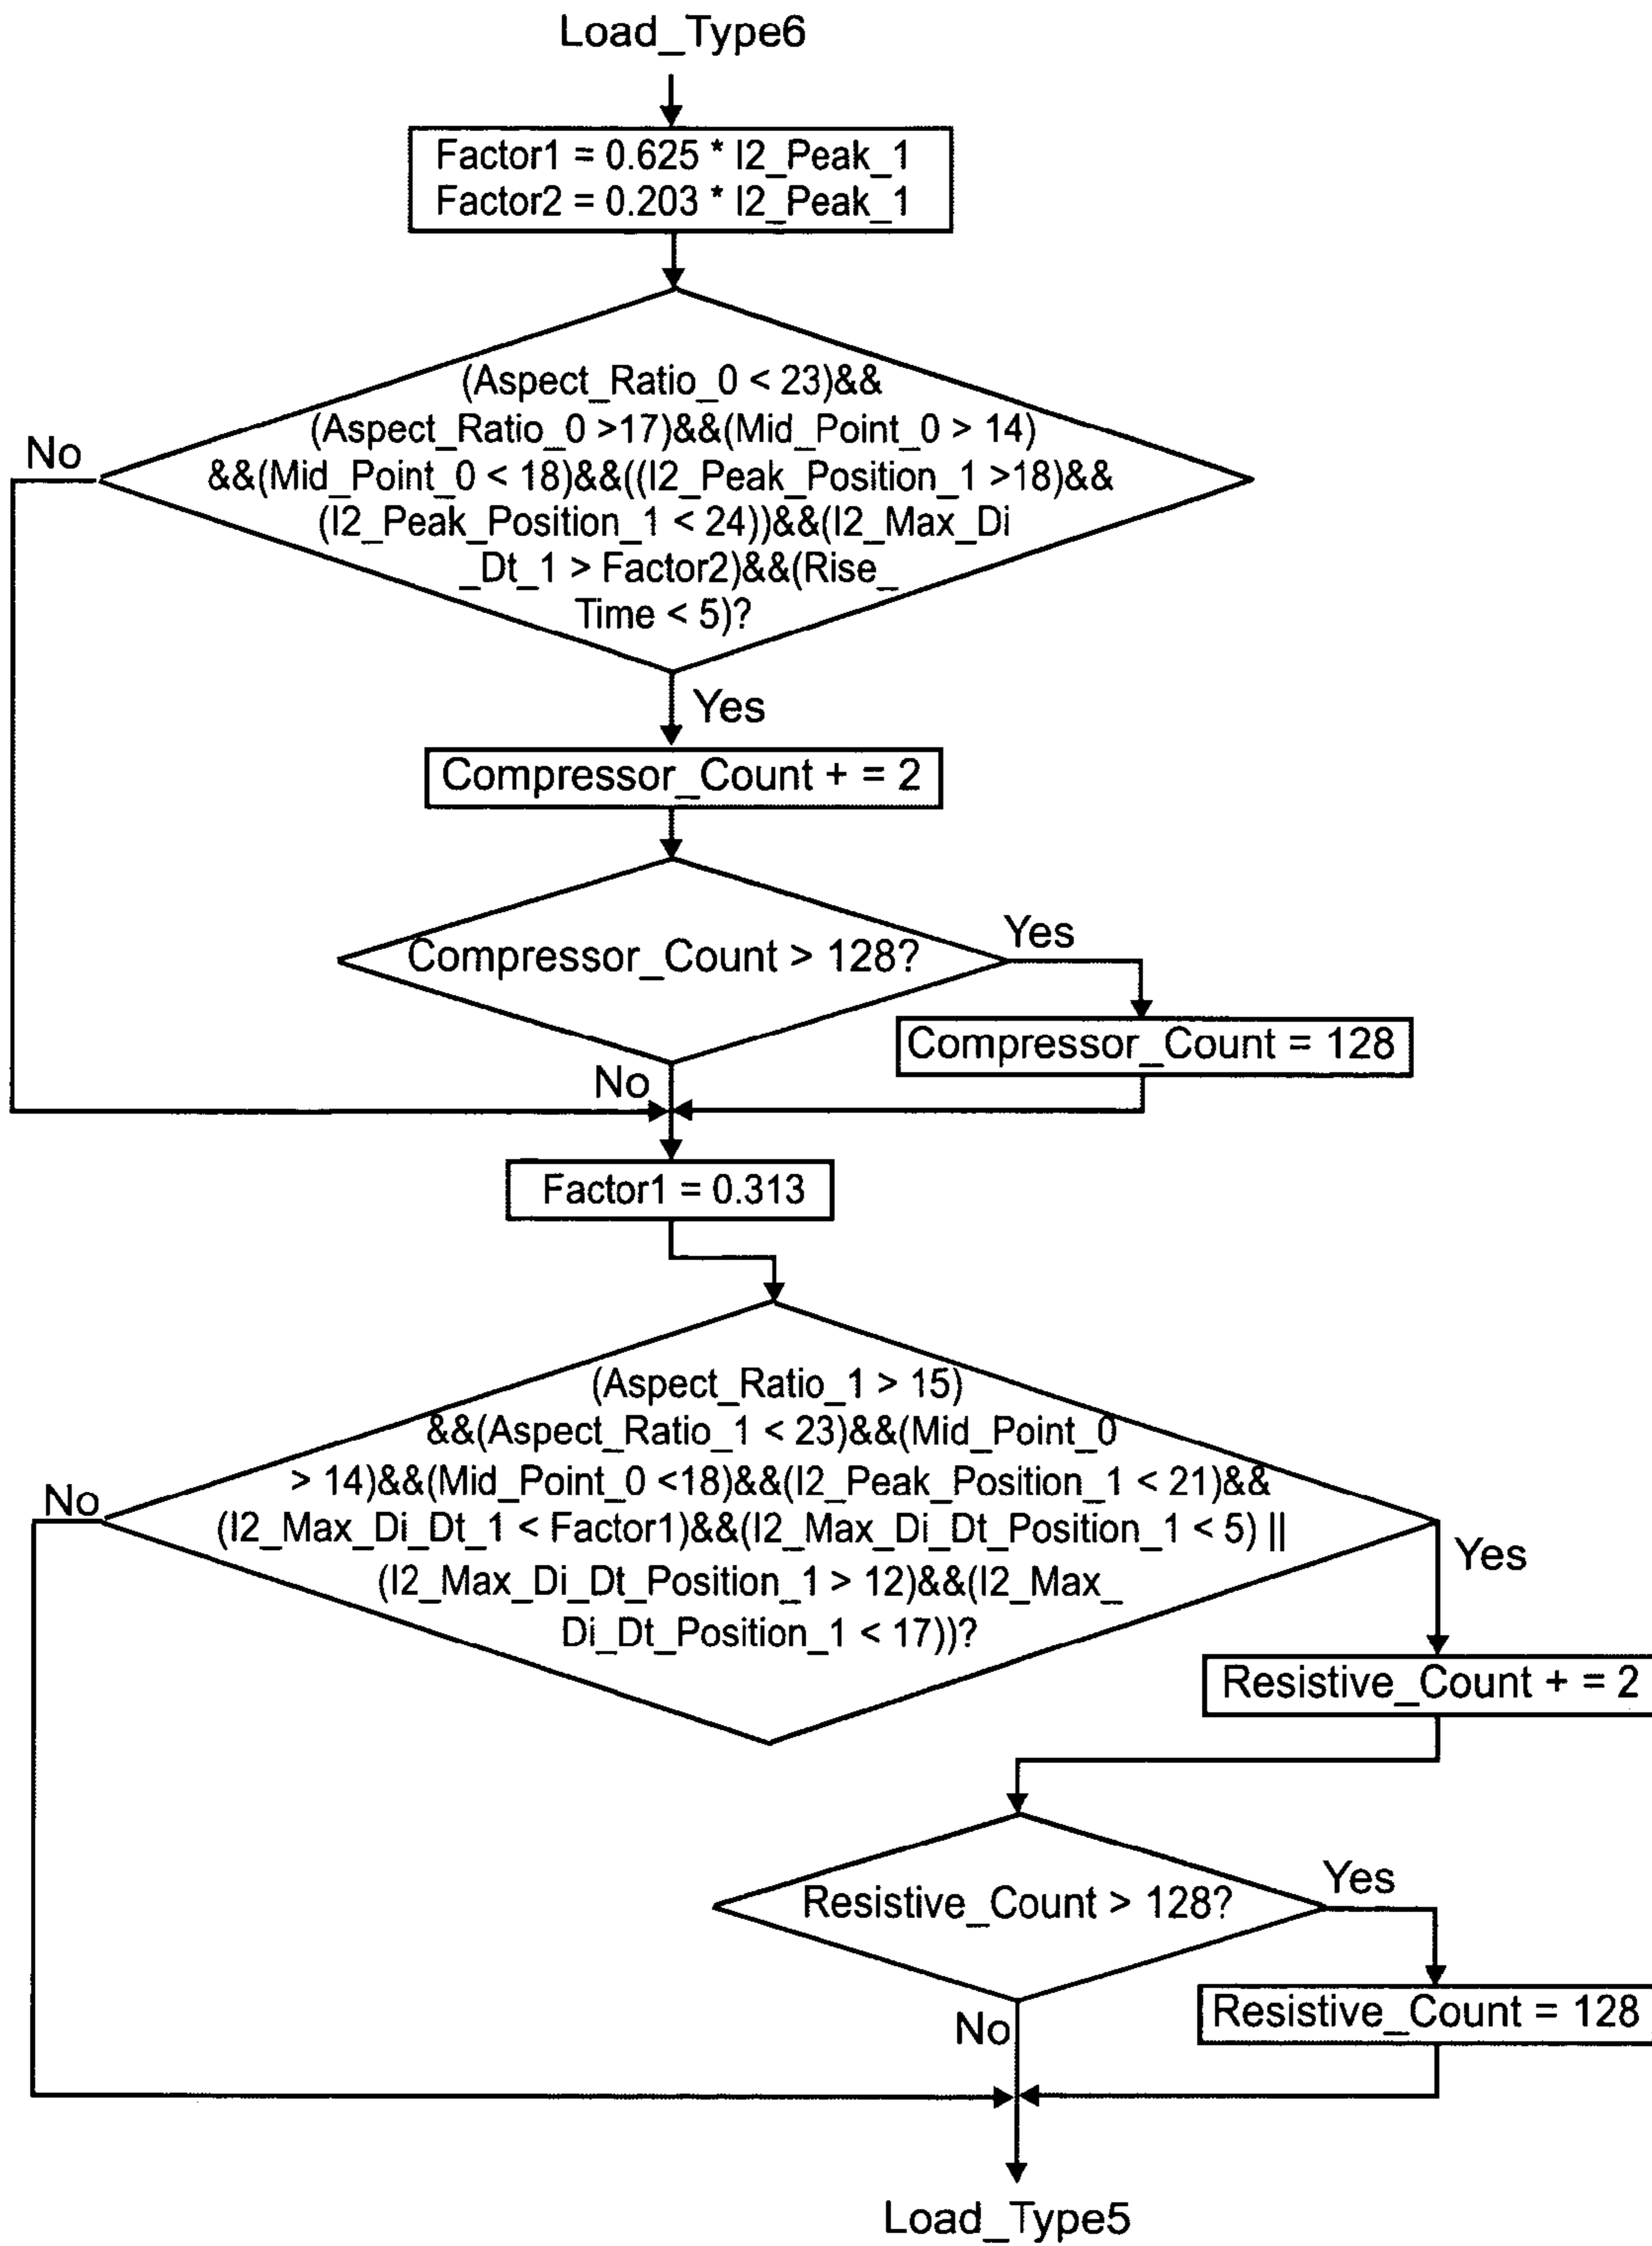 Load_Type6
Factor1 = 0.625 * I2_Peak_1
Factor2 = 0.203 * I2_Peak_1
(Aspect_Ratio_0 < 23)&&
(Aspect_Ratio_0 >17)&&(Mid_Point_0 > 14)
&&(Mid_Point_0 < 18)&&((I2_Peak_Position_1 >18)&&
(I2_Peak_Position_1 < 24))&&(I2_Max_Di
_Dt_1 > Factor2)&&(Rise_
Time < 5)?
No
Yes
Compressor_Count + = 2
Compressor_Count > 128?
Yes
Compressor_Count = 128
No
Factor1 = 0.313
(Aspect_Ratio_1 > 15)
&&(Aspect_Ratio_1 < 23)&&(Mid_Point_0
> 14)&&(Mid_Point_0 <18)&&(I2_Peak_Position_1 < 21)&&
(I2_Max_Di_Dt_1 < Factor1)&&(I2_Max_Di_Dt_Position_1 < 5) ||
(I2_Max_Di_Dt_Position_1 > 12)&&(I2_Max_
Di_Dt_Position_1 < 17))?
No
Yes
Resistive_Count + = 2
Resistive_Count > 128?
Yes
Resistive_Count = 128
No
Load_Type5